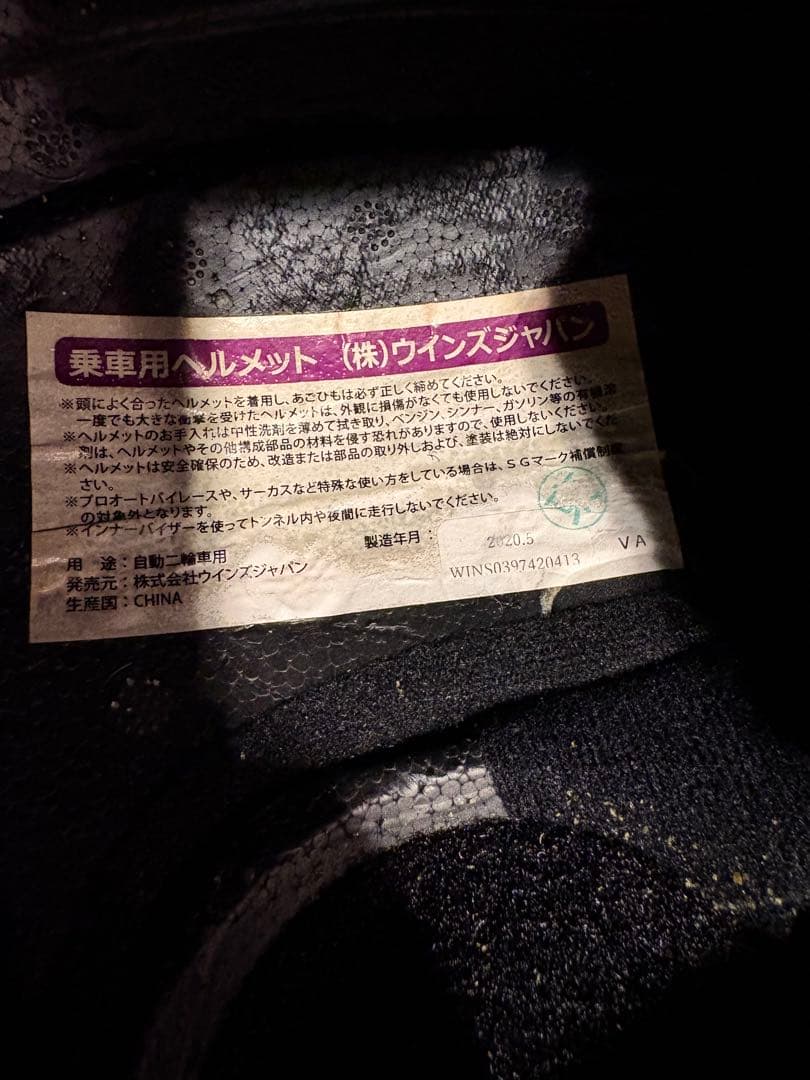 乗車用ヘルメット (株)ウインズジャパン
※頭によく合ったヘルメットを着用し、あごひもは必ず正しく締めてください。
一度でも大きな衝撃を受けたヘルメットは、外観に損傷がなくても使用しないでください。
※ヘルメットのお手入れは中性洗剤を薄めて拭き取り、ベンジン、シンナー、ガソリン等の有機溶
剤は、ヘルメットやその他構成部品の材料を侵す恐れがありますので、使用しないください。
※ヘルメットは安全確保のため、改造または部品の取り外しおよび、塗装は絶対にしないでくだ
さい。
※プロオートバイレースや、サーカスなど特殊な使い方をしている場合は、SGマーク補償制度
の対象外となります。
※インナーバイザーを使ってトンネル内や夜間に走行しないでください。
製造年月: 2020.5 VA
WINS0397420413
用 途:自動二輪車用
発売元:株式会社ウインズジャパン
生産国:CHINA